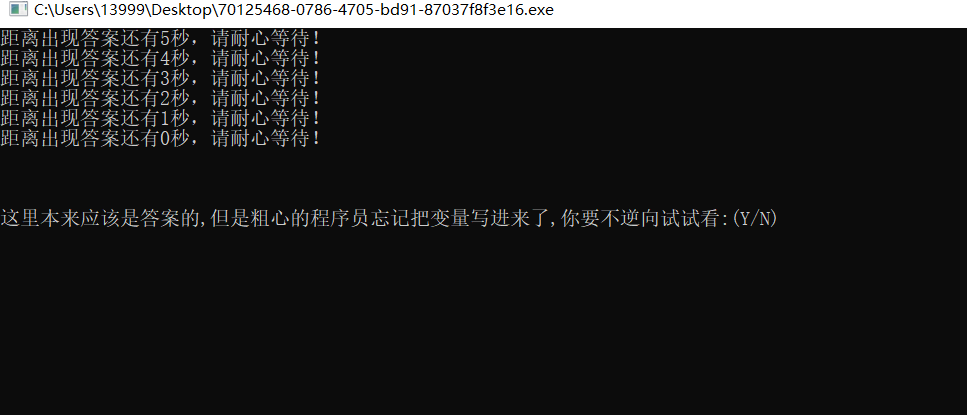 C:\Users\13999\Desktop\70125468-0786-4705-bd91-87037f8f3e16.exe
距离出现答案还有5秒，请耐心等待！
距离出现答案还有4秒，请耐心等待！
距离出现答案还有3秒，请耐心等待！
距离出现答案还有2秒，请耐心等待！
距离出现答案还有1秒，请耐心等待！
距离出现答案还有0秒，请耐心等待！
这里本来应该是答案的,但是粗心的程序员忘记把变量写进来了,你要不逆向试试看:(Y/N)